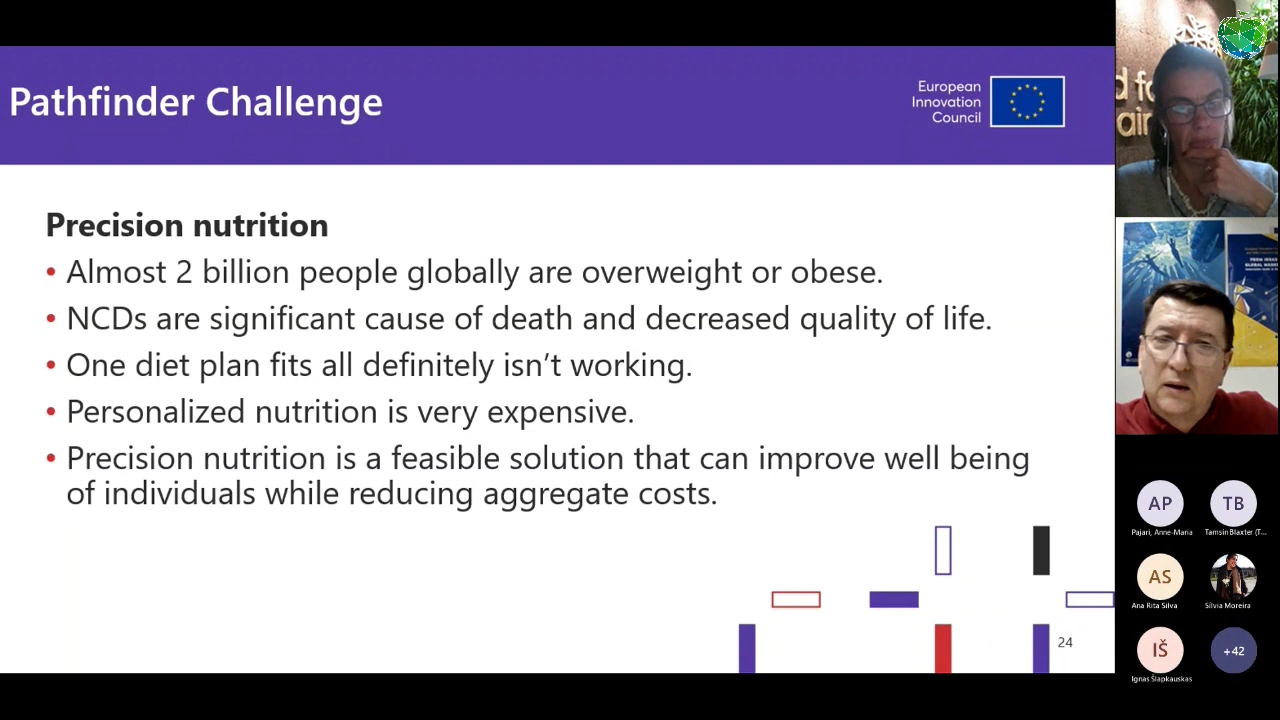 Pathfinder Challenge
European
Innovation
Council
Precision nutrition
• Almost 2 billion people globally are overweight or obese.
• NCDs are significant cause of death and decreased quality of life.
• One diet plan fits all definitely isn’t working.
• Personalized nutrition is very expensive.
• Precision nutrition is a feasible solution that can improve well being
of individuals while reducing aggregate costs.
24
AP
TB
Pajari, Anne-Maria
Tamsin Blaxter (T...
AS
Ana Rita Silva
Sílvia Moreira
IŠ
+42
Ignas Šlapkauskas